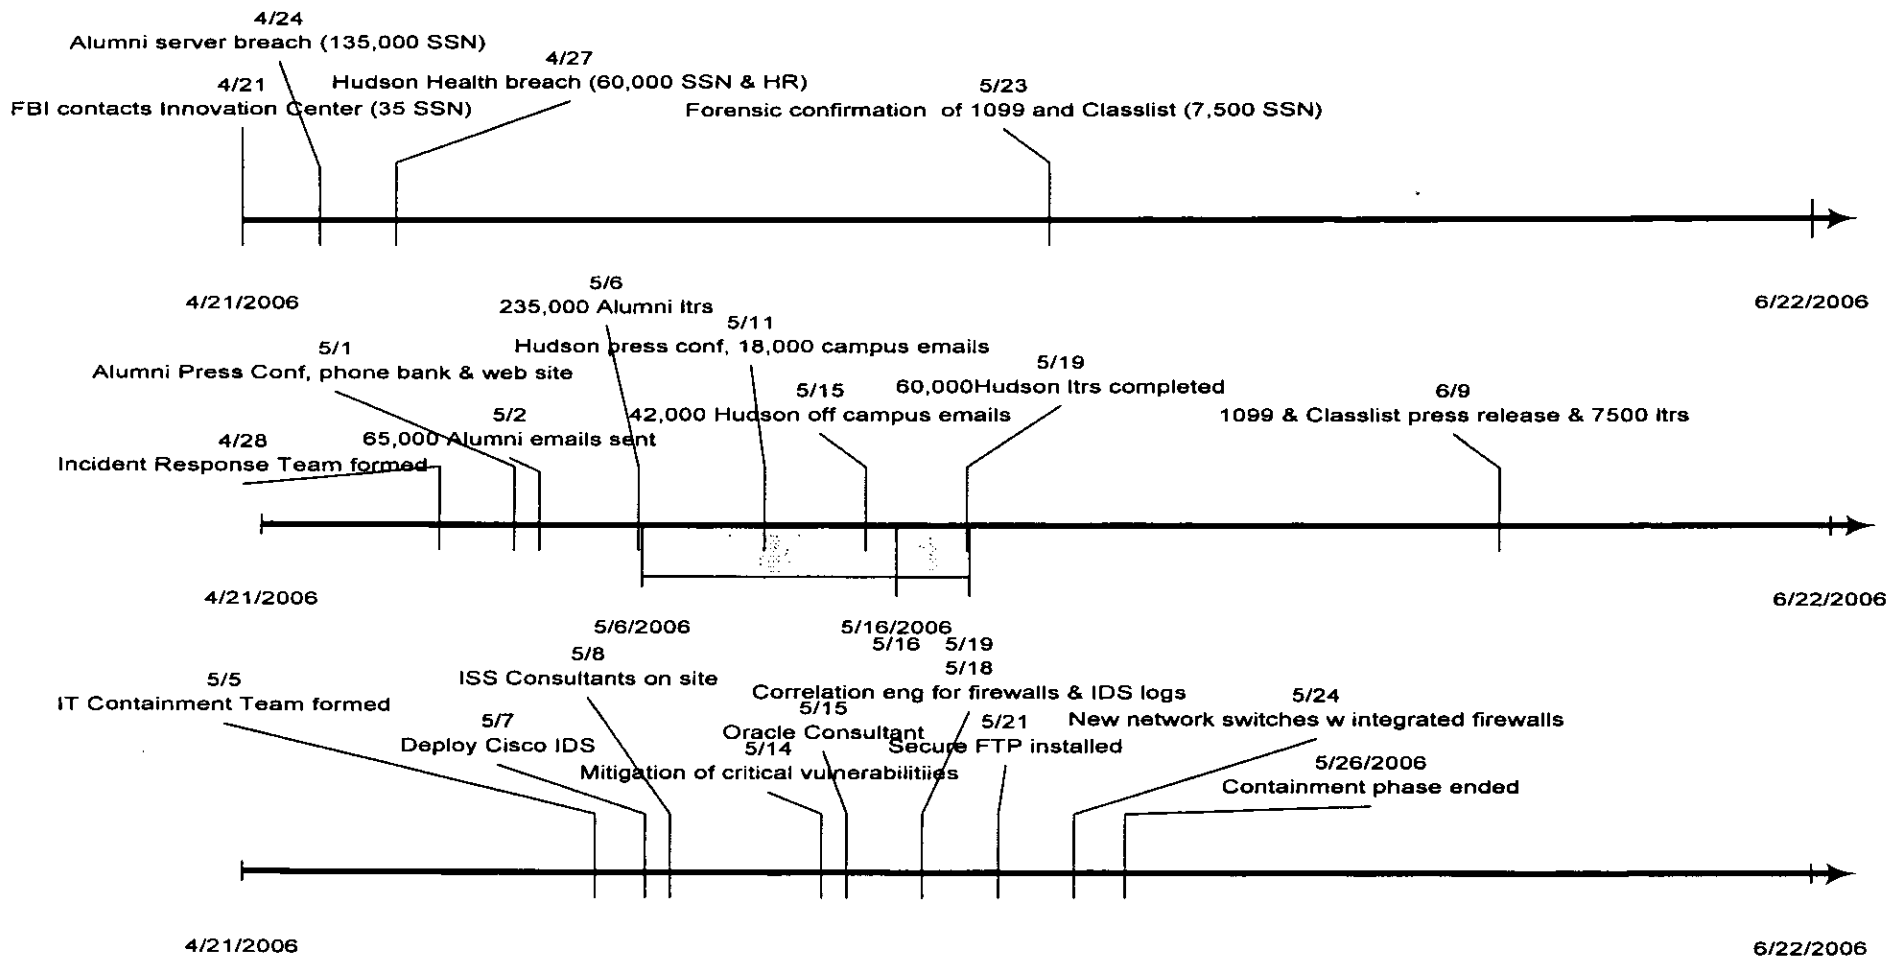 4/24
Alumni server breach (135,000 SSN)
4/27
Hudson Health breach (60,000 SSN & HR)
4/21
FBI contacts Innovation Center (35 SSN)
5/23
Forensic confirmation of 1099 and Classlist (7,500 SSN)
4/21/2006
6/22/2006
5/6
235,000 Alumni ltrs
5/11
Hudson press conf, 18,000 campus emails
5/1
Alumni Press Conf, phone bank & web site
5/19
60,000Hudson ltrs completed
5/15
42,000 Hudson off campus emails
6/9
1099 & Classlist press release & 7500 ltrs
5/2
65,000 Alumni emails sent
4/28
Incident Response Team formed
4/21/2006
6/22/2006
5/6/2006
5/16/2006
5/16
5/19
5/8
ISS Consultants on site
5/18
Correlation eng for firewalls & IDS logs
5/5
IT Containment Team formed
5/24
New network switches w integrated firewalls
5/7
Deploy Cisco IDS
5/15
Oracle Consultant
5/21
Secure FTP installed
5/14
Mitigation of critical vulnerabilitiies
5/26/2006
Containment phase ended
4/21/2006
6/22/2006